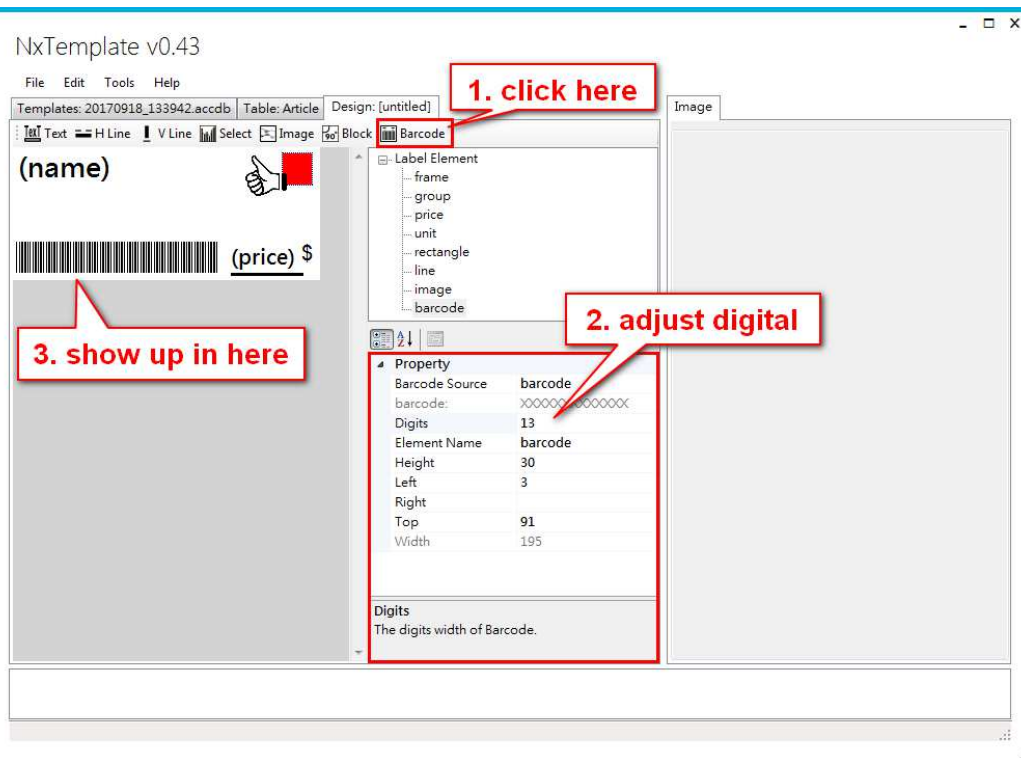 NxTemplate v0.43
File Edit Tools Help
Templates: 20170918_133942.accdb Table: Article Design: [untitled] Image
1. click here
Text H Line V Line Select Image Block Barcode
(name)
(price) $
3. show up in here
Label Element
frame
group
price
unit
rectangle
line
image
barcode
2. adjust digital
Property
Barcode Source barcode
barcode: XXXXXXXXXXXXX
Digits 13
Element Name barcode
Height 30
Left 3
Right
Top 91
Width 195
Digits
The digits width of Barcode.